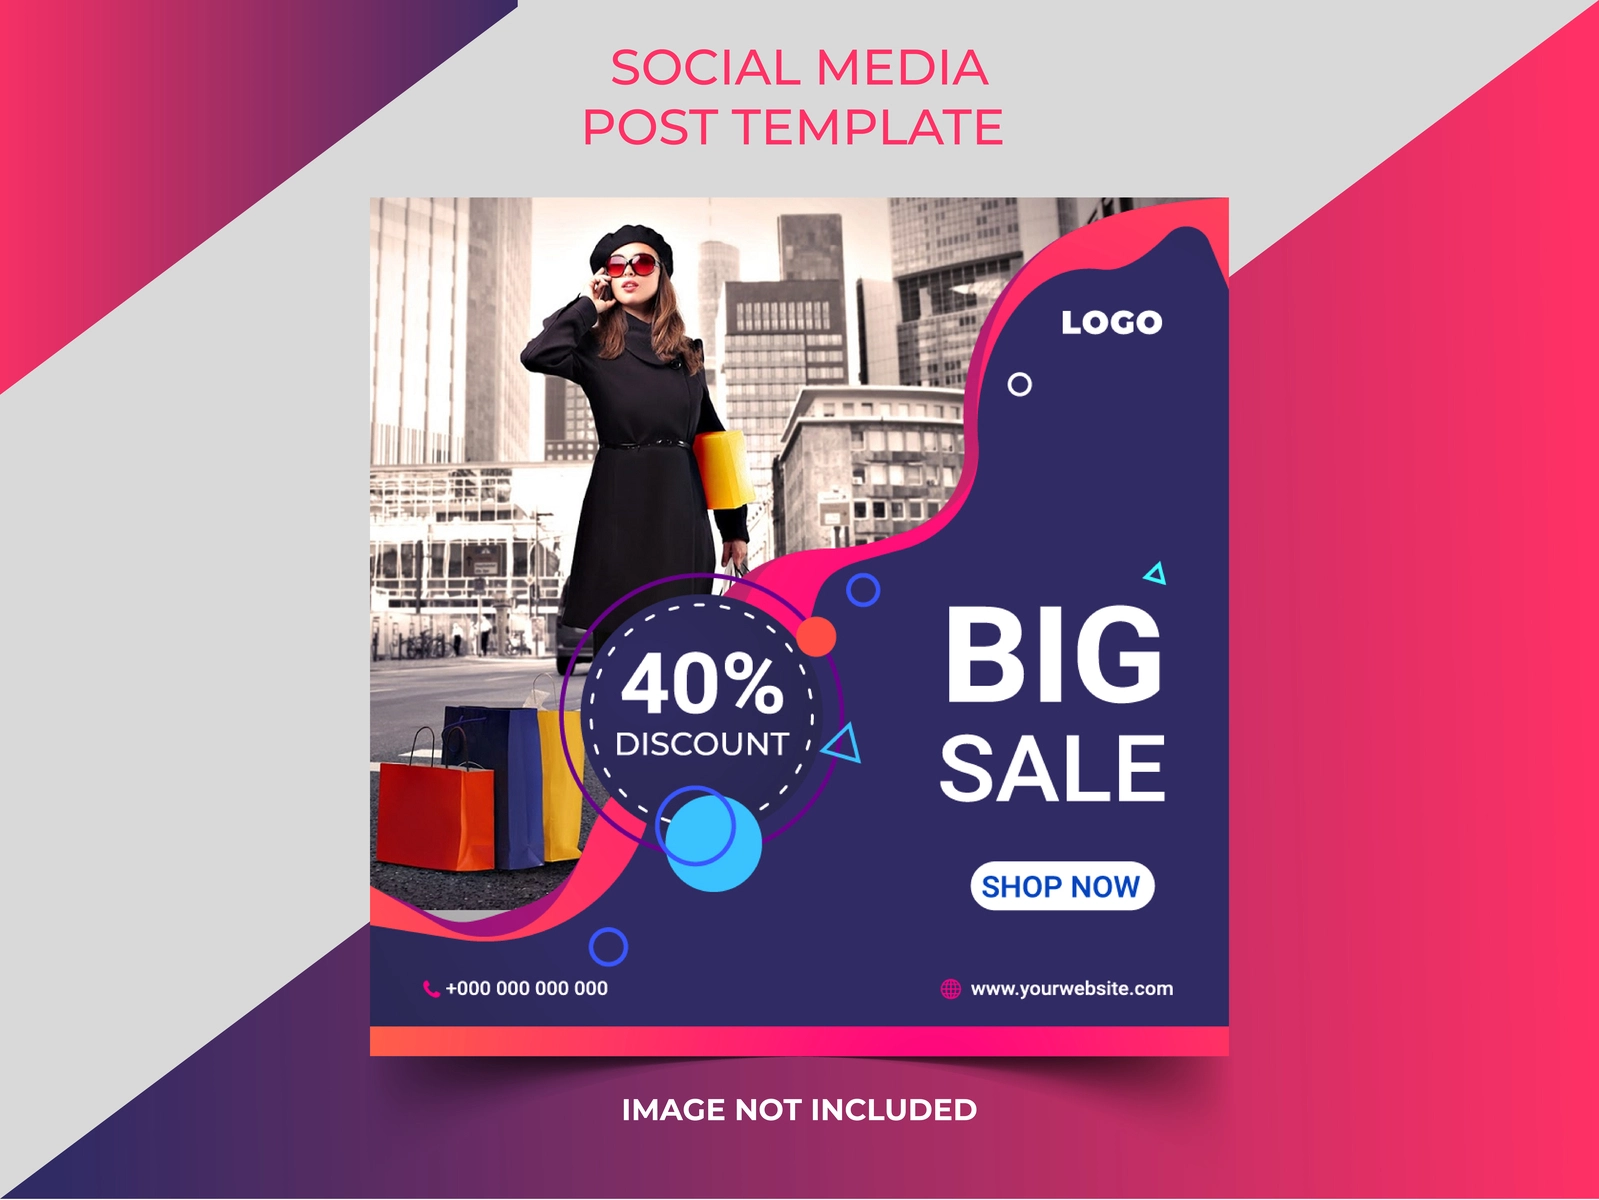 SOCIAL MEDIA
POST TEMPLATE
LOGO
40%
DISCOUNT
BIG
SALE
SHOP NOW
+000 000 000 000
www.yourwebsite.com
IMAGE NOT INCLUDED